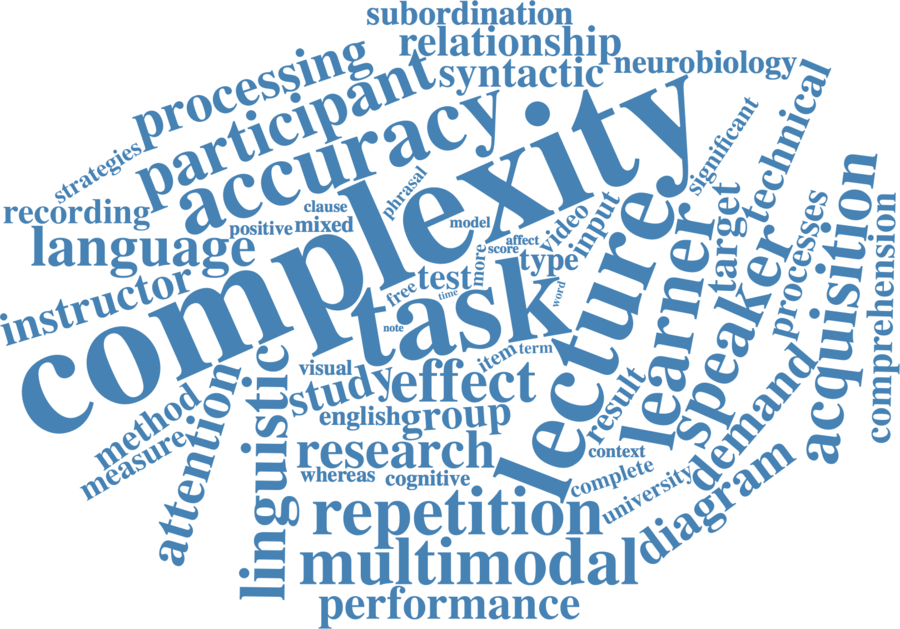 subordination
relationship
processing
syntactic
neurobiology
participant
accuracy
complexity
technical
significant
strategies
phrasal
clause
recording
positive
mixed
model
language
video
input
score
affect
more
type
test
free
time
word
note
task
instructor
lecture
learner
target
speaker
processes
acquisition
comprehension
visual
item
term
study
effect
english
group
result
method
measure
attention
linguistic
research
whereas
cognitive
context
complete
university
demand
diagram
repetition
multimodal
performance